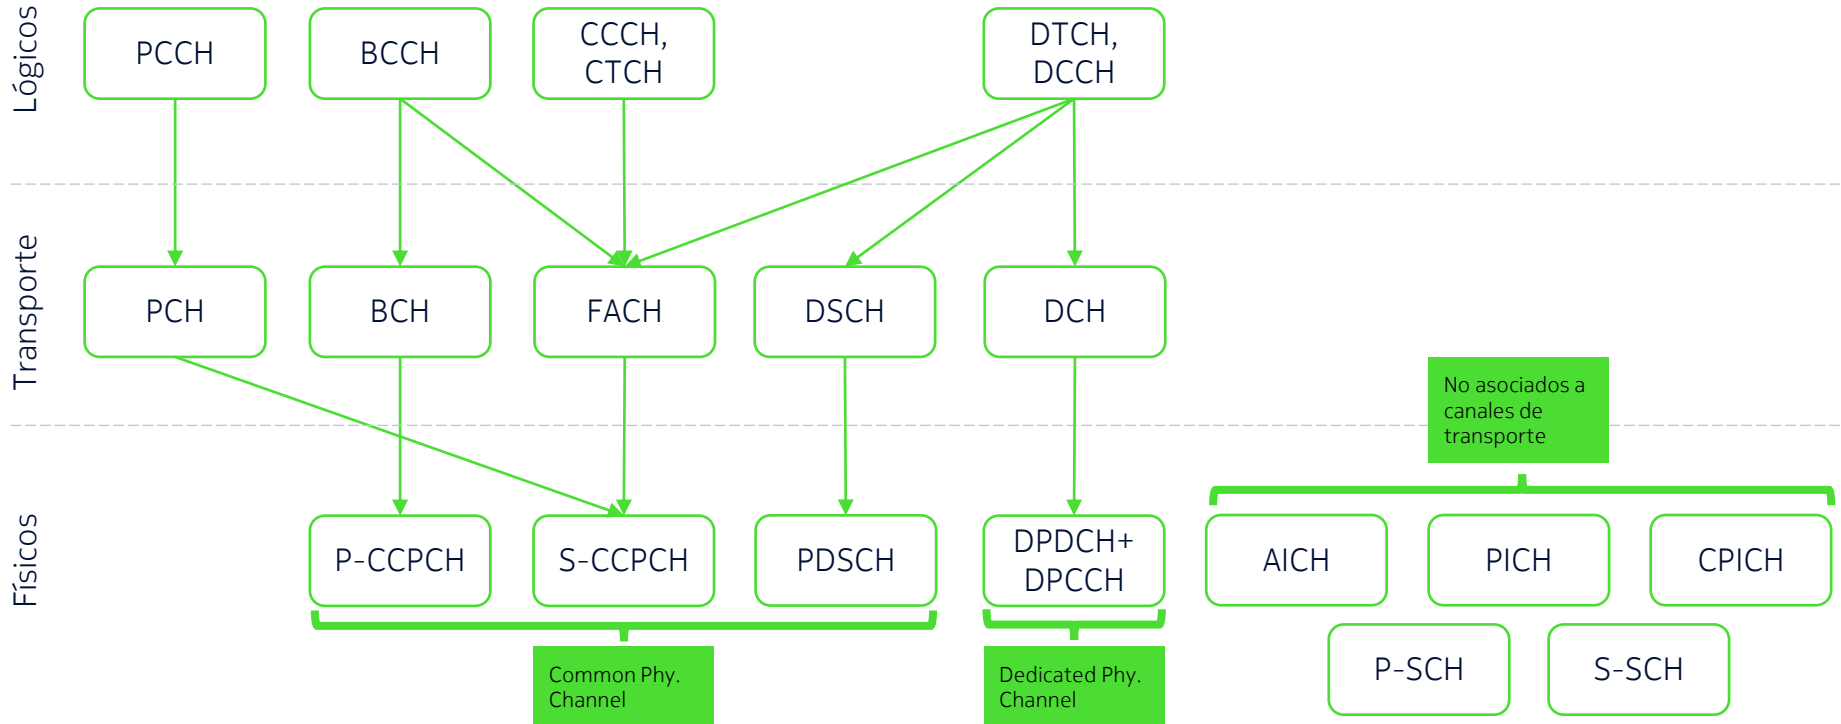 Lógicos
PCCH
BCCH
CCCH,
CTCH
DTCH,
DCCH
Transporte
PCH
BCH
FACH
DSCH
DCH
No asociados a
canales de
transporte
Físicos
P-CCPCH
S-CCPCH
PDSCH
DPDCH+
DPCCH
AICH
PICH
CPICH
P-SCH
S-SCH
Common Phy.
Channel
Dedicated Phy.
Channel